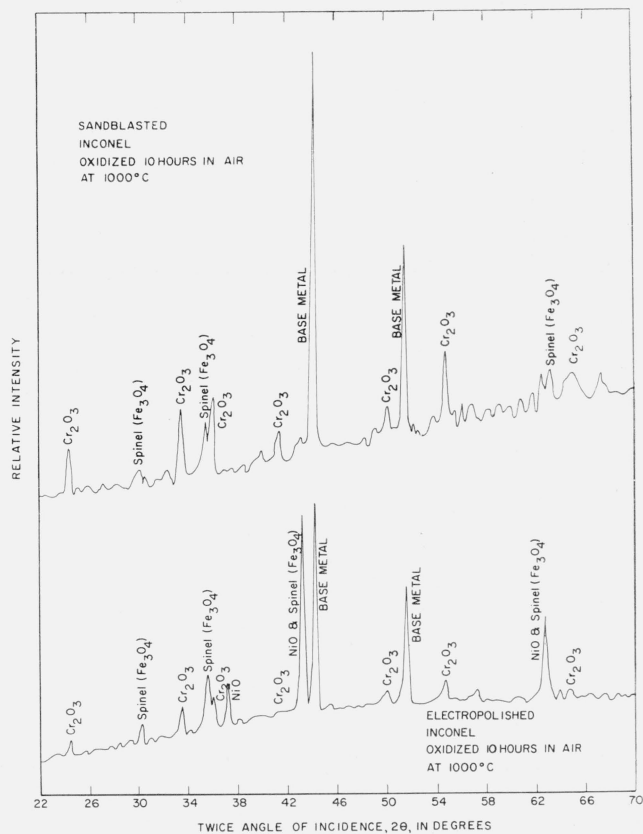 SANDBLASTED
INCONEL
OXIDIZED 10 HOURS IN AIR
AT 1000°C
RELATIVE INTENSITY
Cr2O3
Spinel (Fe3O4)
Cr2O3
Spinel (Fe3O4)
Cr2O3
Cr2O3
BASE METAL
Cr2O3
BASE METAL
Cr2O3
Spinel (Fe3O4)
Cr2O3
Cr2O3
Spinel (Fe3O4)
Cr2O3
Spinel (Fe3O4)
Cr2O3
NiO
Cr2O3
NiO & Spinel (Fe3O4)
BASE METAL
Cr2O3
BASE METAL
Cr2O3
NiO & Spinel (Fe3O4)
Cr2O3
ELECTROPOLISHED
INCONEL
OXIDIZED 10 HOURS IN AIR
AT 1000°C
22 26 30 34 38 42 46 50 54 58 62 66 70
TWICE ANGLE OF INCIDENCE, 2θ, IN DEGREES